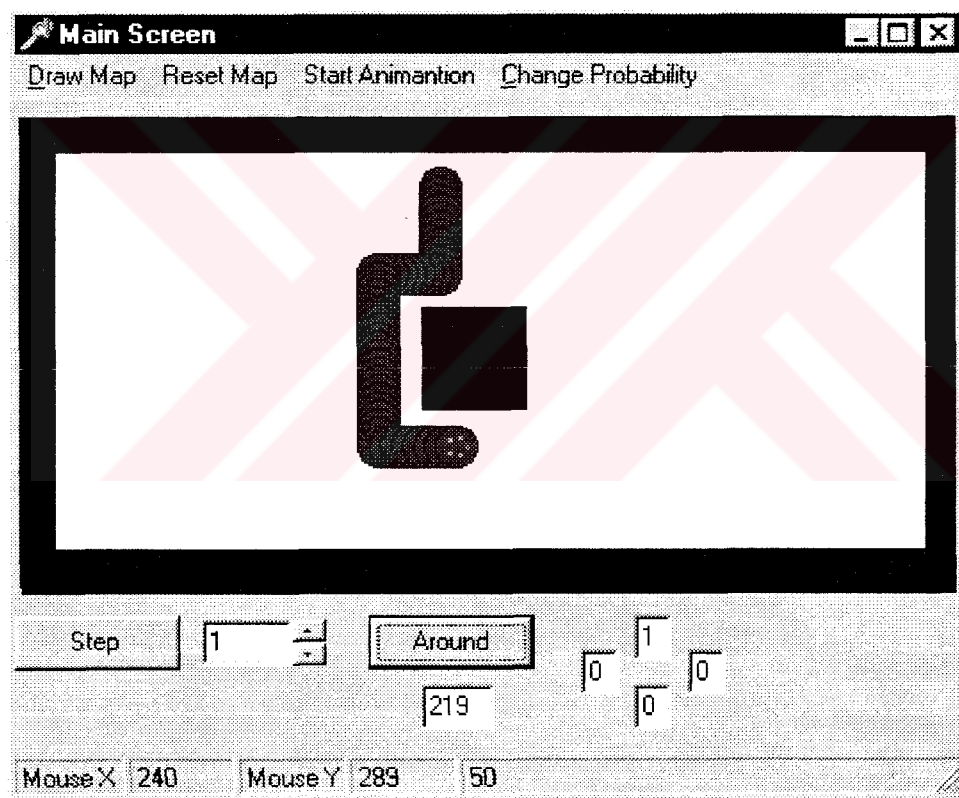 Main Screen
Draw Map Reset Map Start Animantion Change Probability
Step 1 Around 1
0 0
219 0
Mouse X 240 Mouse Y 289 50